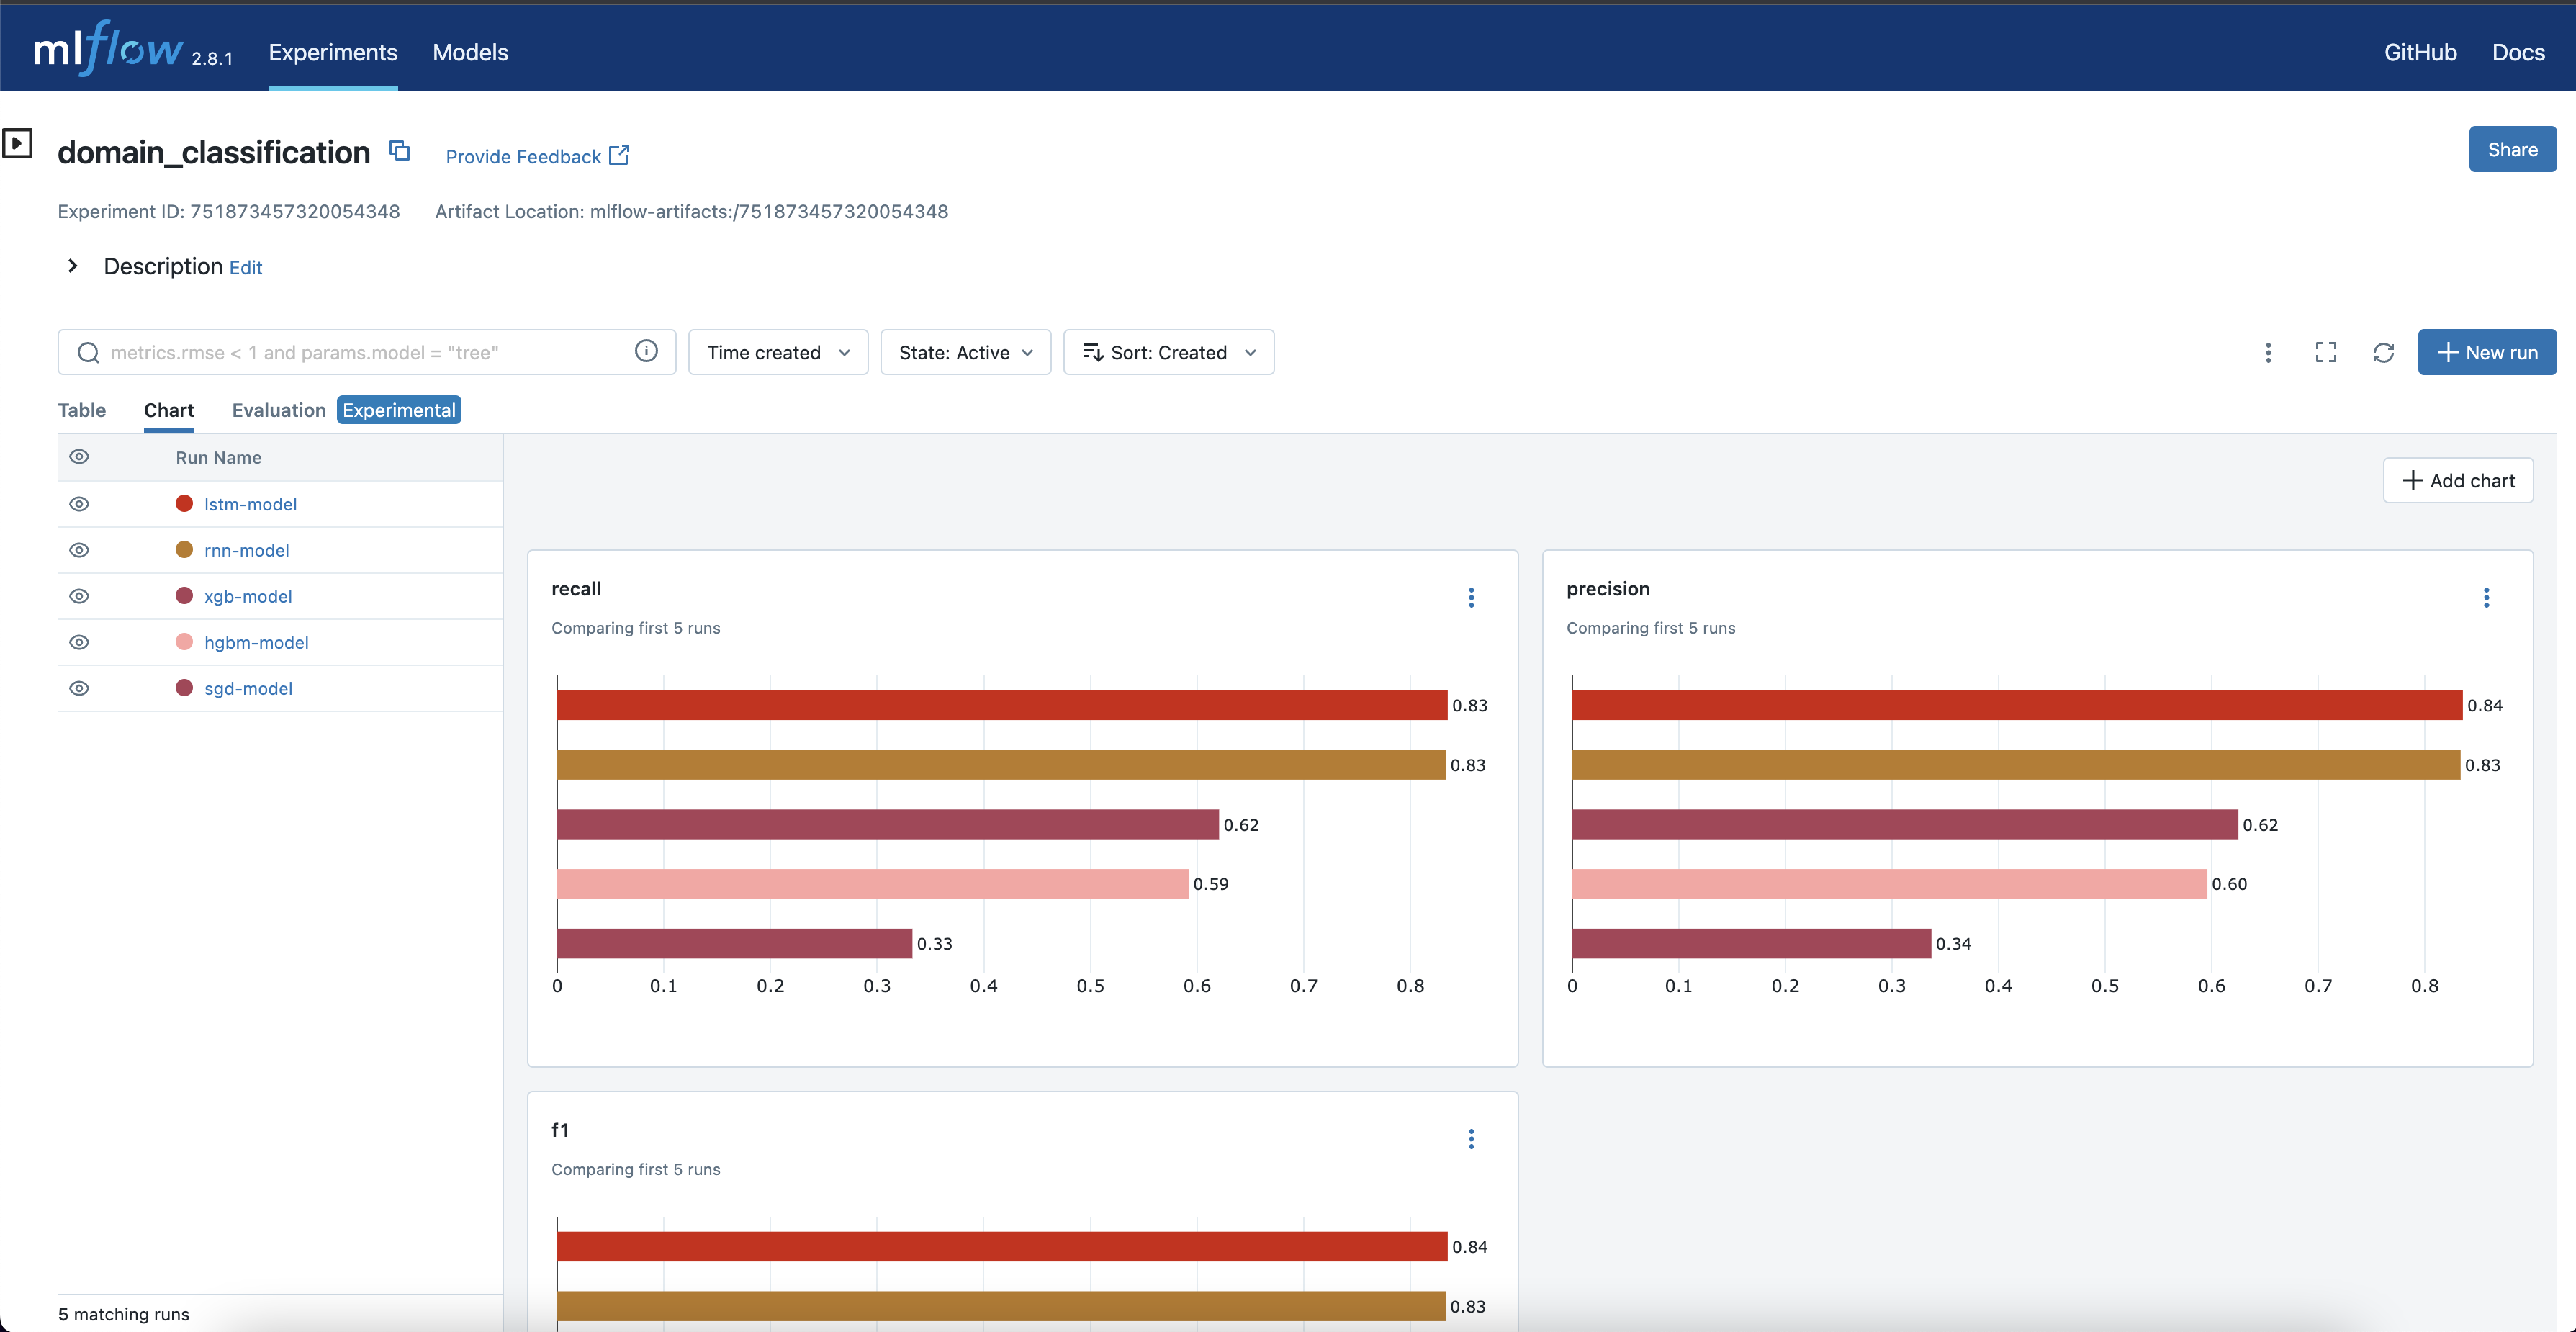 mlflow 2.8.1 Experiments Models GitHub Docs
domain_classification Provide Feedback Share
Experiment ID: 751873457320054348 Artifact Location: mlflow-artifacts:/751873457320054348
Description Edit
metrics.rmse < 1 and params.model = "tree" Time created State: Active Sort: Created New run
Table Chart Evaluation Experimental
Run Name
lstm-model
rnn-model
xgb-model
hgbm-model
sgd-model
5 matching runs
Add chart
recall
Comparing first 5 runs
0.83
0.83
0.62
0.59
0.33
0 0.1 0.2 0.3 0.4 0.5 0.6 0.7 0.8
precision
Comparing first 5 runs
0.84
0.83
0.62
0.60
0.34
0 0.1 0.2 0.3 0.4 0.5 0.6 0.7 0.8
f1
Comparing first 5 runs
0.84
0.83